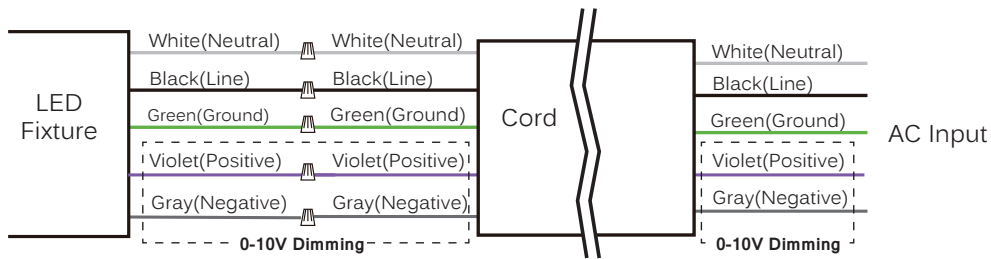 White(Neutral) White(Neutral)
Black(Line) Black(Line)
Green(Ground) Green(Ground)
Violet(Positive) Violet(Positive)
Gray(Negative) Gray(Negative)
0-10V Dimming
LED
Fixture
Cord
White(Neutral)
Black(Line)
Green(Ground)
Violet(Positive)
Gray(Negative)
0-10V Dimming
AC Input